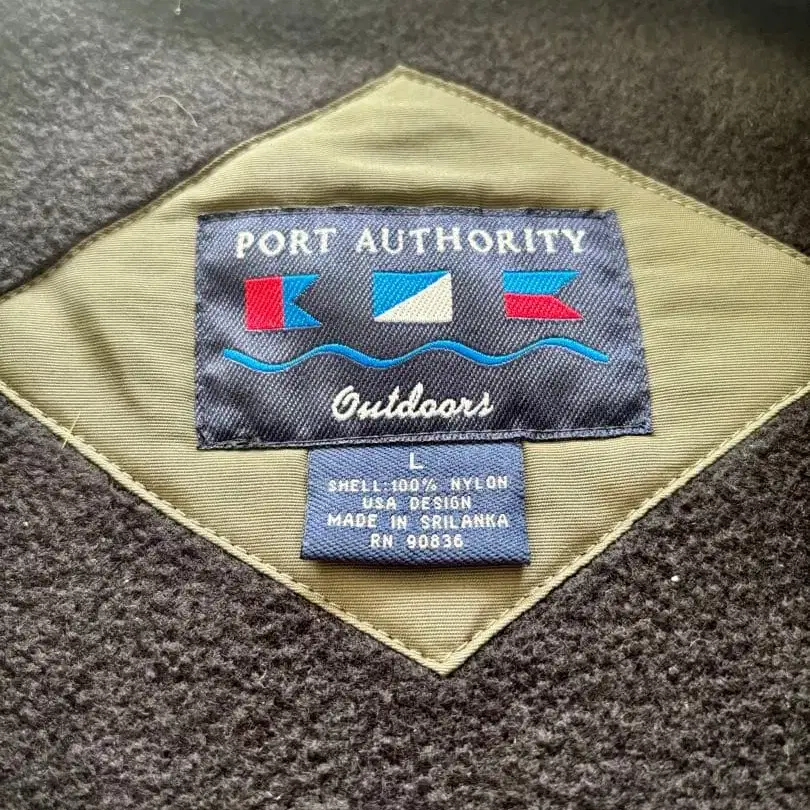 PORT AUTHORITY
Outdoors
L
SHELL:100% NYLON
USA DESIGN
MADE IN SRILANKA
RN 90836